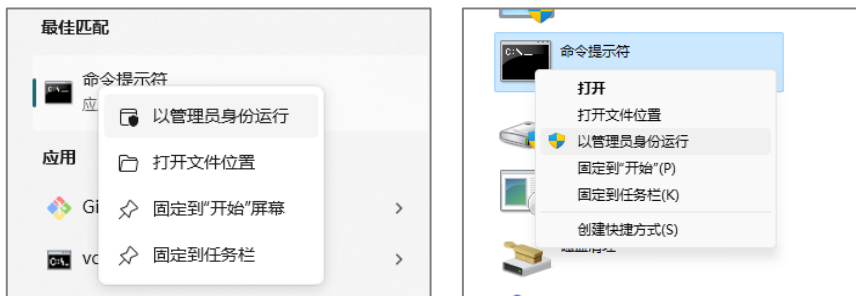 最佳匹配
命令提示符
应
以管理员身份运行
打开文件位置
应用
Gi
固定到“开始”屏幕
vc
固定到任务栏
命令提示符
打开
打开文件位置
以管理员身份运行
固定到"开始"(P)
固定到任务栏(K)
创建快捷方式(S)